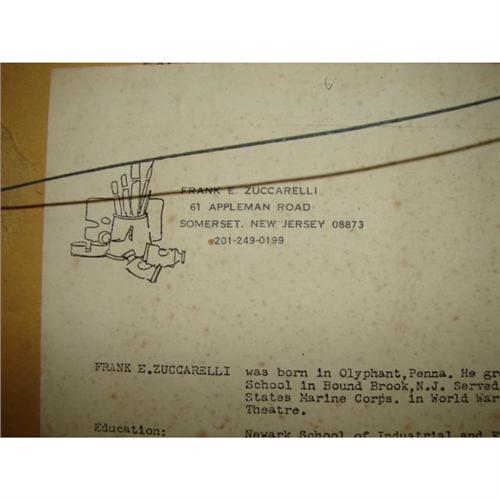 FRANK E. ZUCCARELLI
61 APPLEMAN ROAD
SOMERSET, NEW JERSEY 08873
201-249-0199
FRANK E.ZUCCARELLI was born in Olyphant,Penna. He gr
School in Bound Brook,N.J. Served
States Marine Corps. in World War
Theatre.
Education: Newark School of Industrial and F